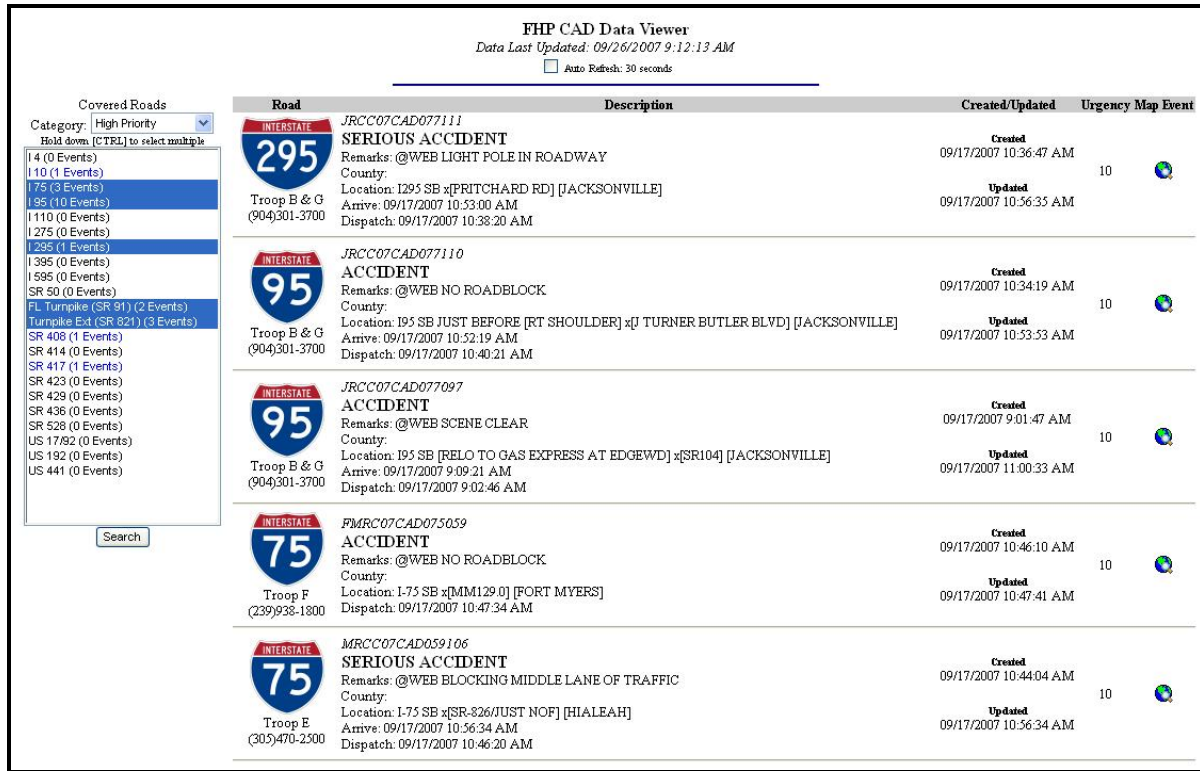 FHP CAD Data Viewer
Data Last Updated: 09/26/2007 9:12:13 AM
Auto Refresh: 30 seconds
Covered Roads
Category: High Priority
Hold down [CTRL] to select multiple
I 4 (0 Events)
I 10 (1 Events)
I 75 (3 Events)
I 95 (10 Events)
I 110 (0 Events)
I 275 (0 Events)
I 295 (1 Events)
I 395 (0 Events)
I 595 (0 Events)
SR 50 (0 Events)
FL Turnpike (SR 91) (2 Events)
Turnpike Ext (SR 821) (3 Events)
SR 408 (1 Events)
SR 414 (0 Events)
SR 417 (1 Events)
SR 423 (0 Events)
SR 429 (0 Events)
SR 436 (0 Events)
SR 528 (0 Events)
US 17/92 (0 Events)
US 192 (0 Events)
US 441 (0 Events)
Search
Road Description Created/Updated Urgency Map Event
INTERSTATE
295
Troop B & G
(904)301-3700
JRCC07CAD077111
SERIOUS ACCIDENT
Remarks: @WEB LIGHT POLE IN ROADWAY
County:
Location: I295 SB x[PRITCHARD RD] [JACKSONVILLE]
Arrive: 09/17/2007 10:53:00 AM
Dispatch: 09/17/2007 10:38:20 AM
Created
09/17/2007 10:36:47 AM
Updated
09/17/2007 10:56:35 AM
10
INTERSTATE
95
Troop B & G
(904)301-3700
JRCC07CAD077110
ACCIDENT
Remarks: @WEB NO ROADBLOCK
County:
Location: I95 SB JUST BEFORE [RT SHOULDER] x[J TURNER BUTLER BLVD] [JACKSONVILLE]
Arrive: 09/17/2007 10:52:19 AM
Dispatch: 09/17/2007 10:40:21 AM
Created
09/17/2007 10:34:19 AM
Updated
09/17/2007 10:53:53 AM
10
INTERSTATE
95
Troop B & G
(904)301-3700
JRCC07CAD077097
ACCIDENT
Remarks: @WEB SCENE CLEAR
County:
Location: I95 SB [RELO TO GAS EXPRESS AT EDGEWD] x[SR104] [JACKSONVILLE]
Arrive: 09/17/2007 9:09:21 AM
Dispatch: 09/17/2007 9:02:46 AM
Created
09/17/2007 9:01:47 AM
Updated
09/17/2007 11:00:33 AM
10
INTERSTATE
75
Troop F
(239)938-1800
FMRC07CAD075059
ACCIDENT
Remarks: @WEB NO ROADBLOCK
County:
Location: I-75 SB x[MM129.0] [FORT MYERS]
Dispatch: 09/17/2007 10:47:34 AM
Created
09/17/2007 10:46:10 AM
Updated
09/17/2007 10:47:41 AM
10
INTERSTATE
75
Troop E
(305)470-2500
MRCC07CAD059106
SERIOUS ACCIDENT
Remarks: @WEB BLOCKING MIDDLE LANE OF TRAFFIC
County:
Location: I-75 SB x[SR-826/JUST NOF] [HIALEAH]
Arrive: 09/17/2007 10:56:34 AM
Dispatch: 09/17/2007 10:46:20 AM
Created
09/17/2007 10:44:04 AM
Updated
09/17/2007 10:56:34 AM
10